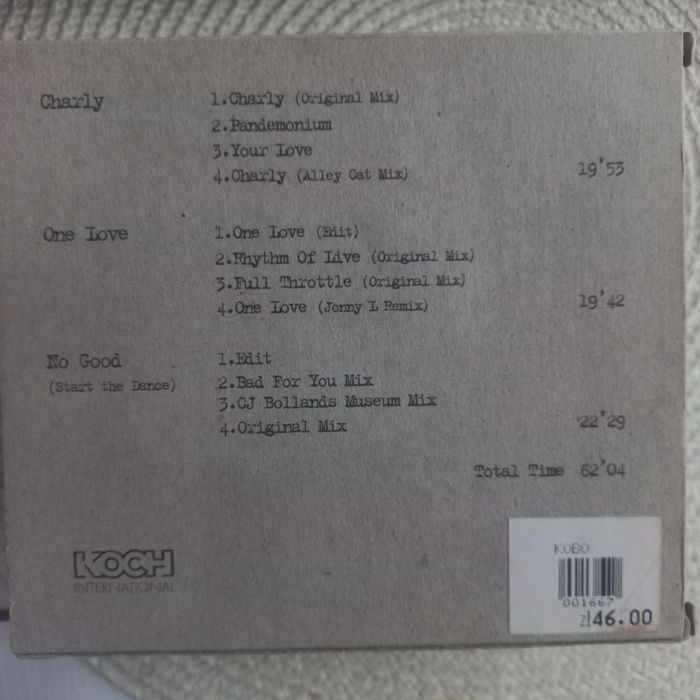 Charly
1.Charly (Original Mix)
2.Pandemonium
3.Your Love
4.Charly (Alley Cat Mix)
19'53
One Love
1.One Love (Edit)
2.Rhythm Of Live (Original Mix)
3.Full Throttle (Original Mix)
4.One Love (Jonny L Remix)
19'42
No Good
(Start the Dance)
1.Edit
2.Bad For You Mix
3.CJ Bollands Museum Mix
4.Original Mix
22'29
Total Time 62'04
KOCH
INTERNATIONAL
KOBO
001667
zł46.00